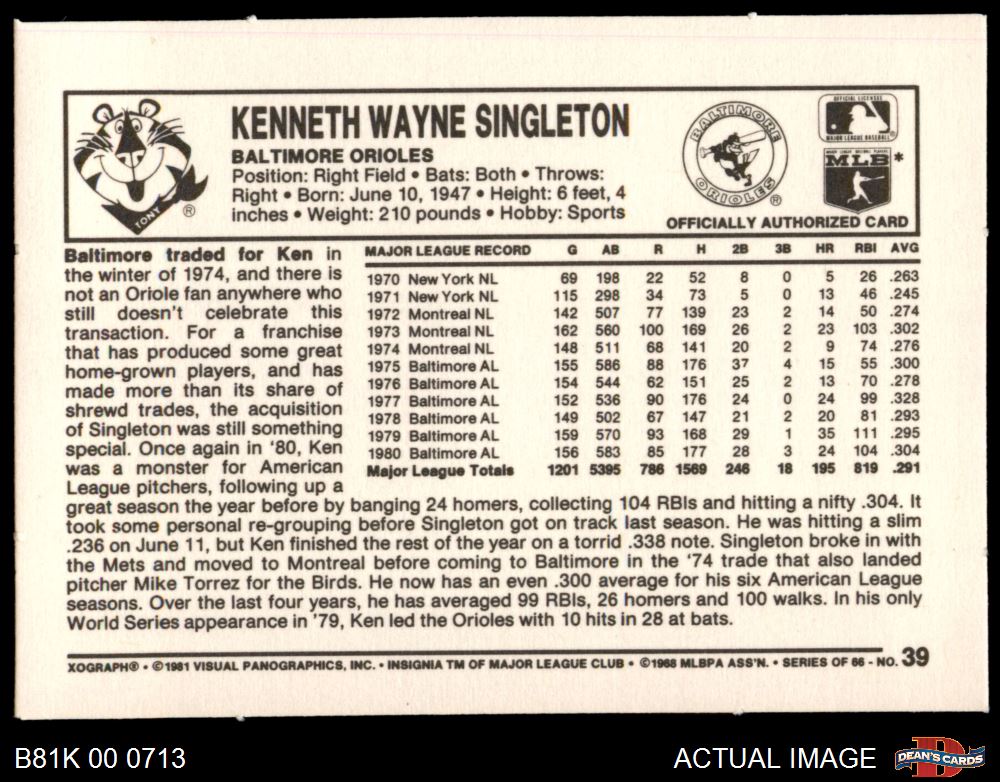 KENNETH WAYNE SINGLETON
BALTIMORE ORIOLES
Position: Right Field • Bats: Both • Throws:
Right • Born: June 10, 1947 • Height: 6 feet, 4
inches • Weight: 210 pounds • Hobby: Sports
TONY ®
BALTIMORE
ORIOLES ®
OFFICIAL LICENSEE
MAJOR LEAGUE BASEBALL
MLB *
OFFICIALLY AUTHORIZED CARD
Baltimore traded for Ken in
the winter of 1974, and there is
not an Oriole fan anywhere who
still doesn't celebrate this
transaction. For a franchise
that has produced some great
home-grown players, and has
made more than its share of
shrewd trades, the acquisition
of Singleton was still something
special. Once again in '80, Ken
was a monster for American
League pitchers, following up a
MAJOR LEAGUE RECORD G AB R H 2B 3B HR RBI AVG
1970 New York NL 69 198 22 52 8 0 5 26 .263
1971 New York NL 115 298 34 73 5 0 13 46 .245
1972 Montreal NL 142 507 77 139 23 2 14 50 .274
1973 Montreal NL 162 560 100 169 26 2 23 103 .302
1974 Montreal NL 148 511 68 141 20 2 9 74 .276
1975 Baltimore AL 155 586 88 176 37 4 15 55 .300
1976 Baltimore AL 154 544 62 151 25 2 13 70 .278
1977 Baltimore AL 152 536 90 176 24 0 24 99 .328
1978 Baltimore AL 149 502 67 147 21 2 20 81 .293
1979 Baltimore AL 159 570 93 168 29 1 35 111 .295
1980 Baltimore AL 156 583 85 177 28 3 24 104 .304
Major League Totals 1201 5395 786 1569 246 18 195 819 .291
great season the year before by banging 24 homers, collecting 104 RBIs and hitting a nifty .304. It
took some personal re-grouping before Singleton got on track last season. He was hitting a slim
.236 on June 11, but Ken finished the rest of the year on a torrid .338 note. Singleton broke in with
the Mets and moved to Montreal before coming to Baltimore in the '74 trade that also landed
pitcher Mike Torrez for the Birds. He now has an even .300 average for his six American League
seasons. Over the last four years, he has averaged 99 RBIs, 26 homers and 100 walks. In his only
World Series appearance in '79, Ken led the Orioles with 10 hits in 28 at bats.
XOGRAPH® • ©1981 VISUAL PANOGRAPHICS, INC. • INSIGNIA TM OF MAJOR LEAGUE CLUB • ©1968 MLBPA ASS'N. • SERIES OF 66 - NO. 39
B81K 00 0713
ACTUAL IMAGE
DEAN'S CARDS